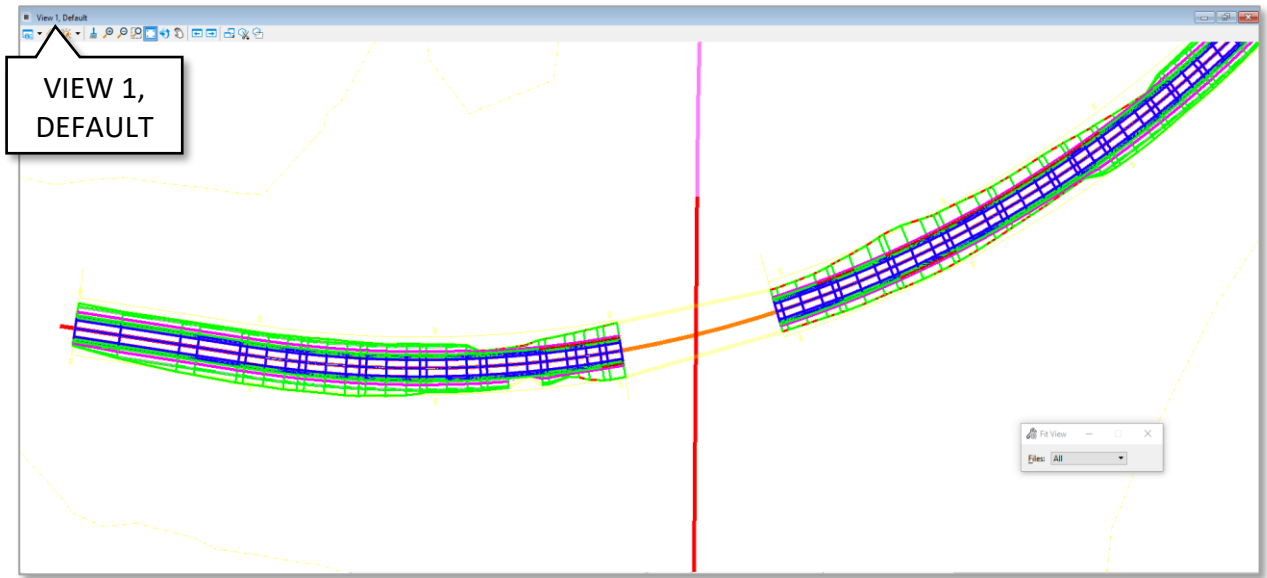 View 1, Default
VIEW 1,
DEFAULT
Fit View
Files: All